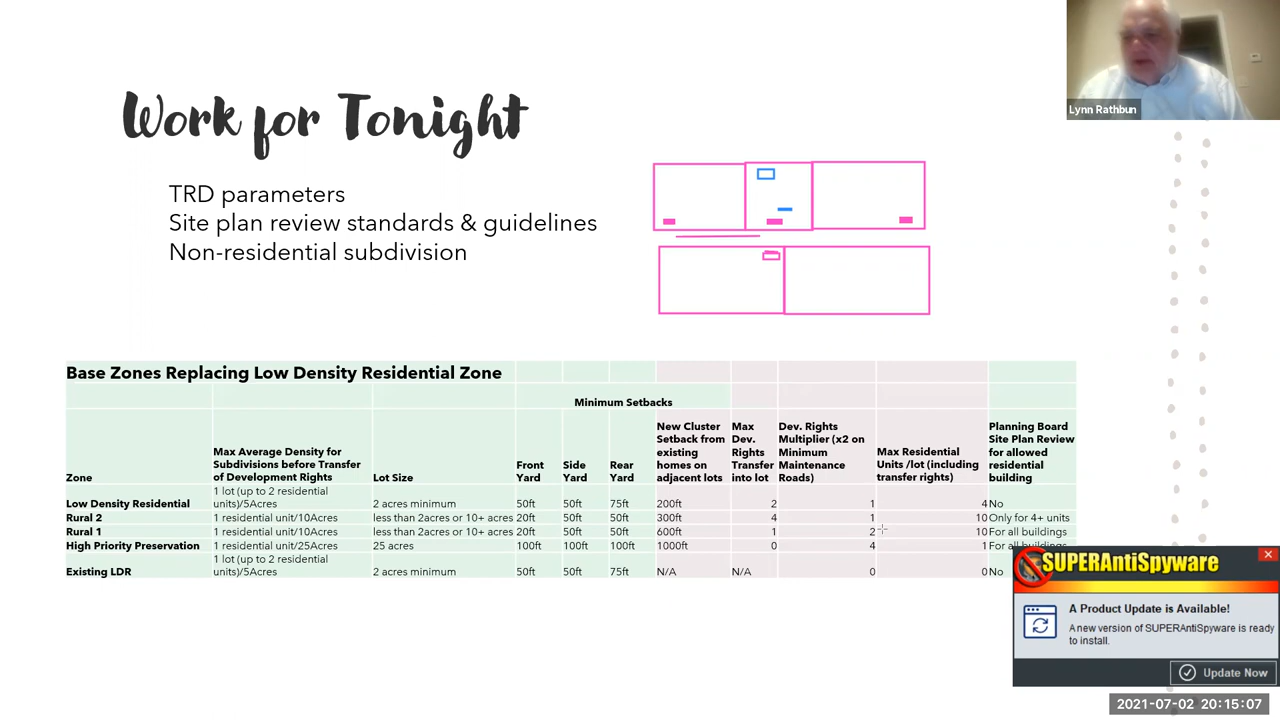 Work for Tonight
Lynn Rathbun
TRD parameters
Site plan review standards & guidelines
Non-residential subdivision
Base Zones Replacing Low Density Residential Zone
Minimum Setbacks
Zone
Max Average Density for
Subdivisions before Transfer
of Development Rights
Lot Size
Front
Yard
Side
Yard
Rear
Yard
New Cluster
Setback from
existing
homes on
adjacent lots
Max
Dev.
Rights
Transfer
into lot
Dev. Rights
Multiplier (x2 on
Minimum
Maintenance
Roads)
Max Residential
Units /lot (including
transfer rights)
Planning Board
Site Plan Review
for allowed
residential
building
Low Density Residential
1 lot (up to 2 residential
units)/5Acres
2 acres minimum 50ft 50ft 75ft 200ft 2 1 4 No
Rural 2 1 residential unit/10Acres less than 2acres or 10+ acres 20ft 50ft 50ft 300ft 4 1 10 Only for 4+ units
Rural 1 1 residential unit/10Acres less than 2acres or 10+ acres 20ft 50ft 50ft 600ft 1 2 10 For all buildings
High Priority Preservation 1 residential unit/25Acres 25 acres 100ft 100ft 100ft 1000ft 0 4 1 For all buildings
Existing LDR
1 lot (up to 2 residential
units)/5Acres
2 acres minimum 50ft 50ft 75ft N/A N/A 0 0 No
SUPERAntiSpyware
A Product Update is Available!
A new version of SUPERAntiSpyware is ready
to install.
Update Now
2021-07-02 20:15:07